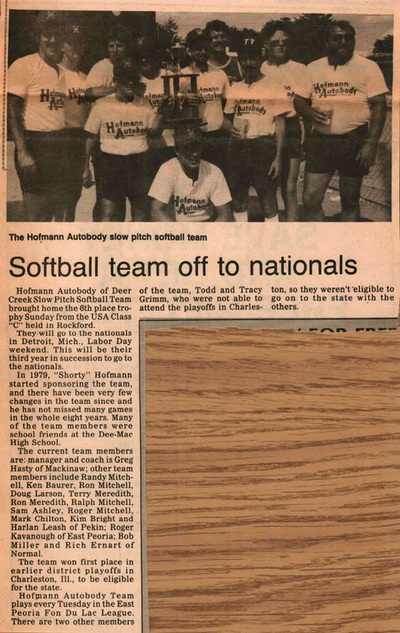 Hofmann
Autobody
Hofmann
Autobody
Hofmann
Autobody
Hofmann
Autobody
Hofmann
Autobody
Hofmann
Autobody
The Hofmann Autobody slow pitch softball team
Softball team off to nationals
Hofmann Autobody of Deer
Creek Slow Pitch Softball Team
brought home the 6th place tro-
phy Sunday from the USA Class
"C" held in Rockford.
They will go to the nationals
in Detroit, Mich., Labor Day
weekend. This will be their
third year in succession to go to
the nationals.
In 1979, "Shorty" Hofmann
started sponsoring the team,
and there have been very few
changes in the team since and
he has not missed many games
in the whole eight years. Many
of the team members were
school friends at the Dee-Mac
High School.
The current team members
are: manager and coach is Greg
Hasty of Mackinaw; other team
members include Randy Mitch-
ell, Ken Baurer, Ron Mitchell,
Doug Larson, Terry Meredith,
Ron Meredith, Ralph Mitchell,
Sam Ashley, Roger Mitchell,
Mark Chilton, Kim Bright and
Harlan Leash of Pekin; Roger
Kavanough of East Peoria; Bob
Miller and Rich Ernart of
Normal.
The team won first place in
earlier district playoffs in
Charleston, Ill., to be eligible
for the state.
Hofmann Autobody Team
plays every Tuesday in the East
Peoria Fon Du Lac League.
There are two other members
of the team, Todd and Tracy
Grimm, who were not able to
attend the playoffs in Charles-
ton, so they weren't eligible to
go on to the state with the
others.